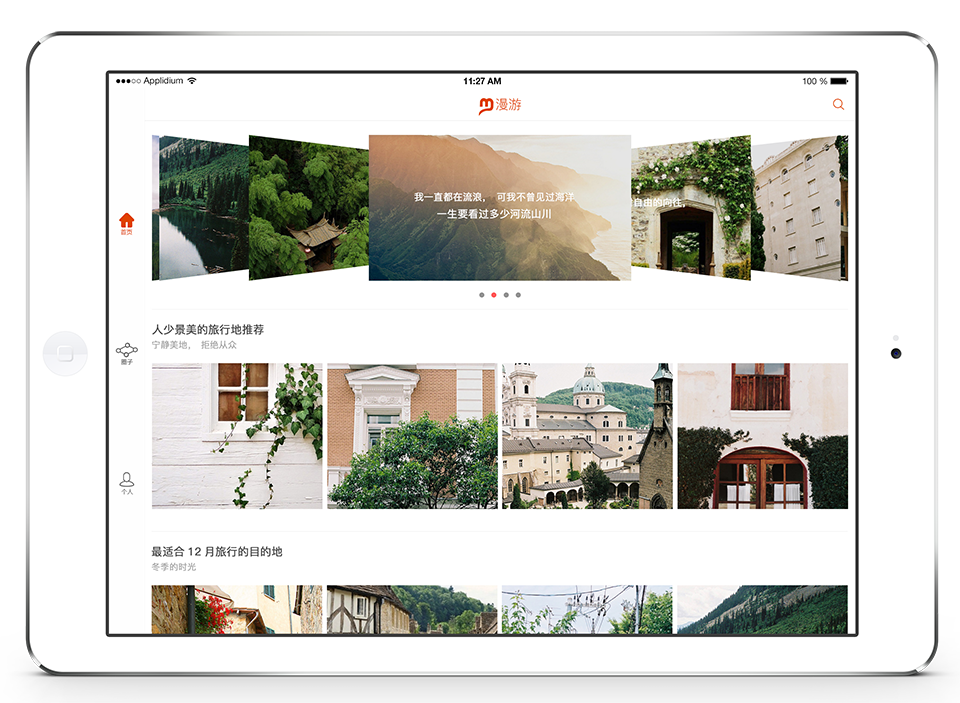 ●●●○○ Applidium 11:27 AM 100 %
漫游
我一直都在流浪， 可我不曾见过海洋
一生要看过多少河流山川
自由的向往，
首页
人少景美的旅行地推荐
宁静美地， 拒绝从众
圈子
个人
最适合 12 月旅行的目的地
冬季的时光